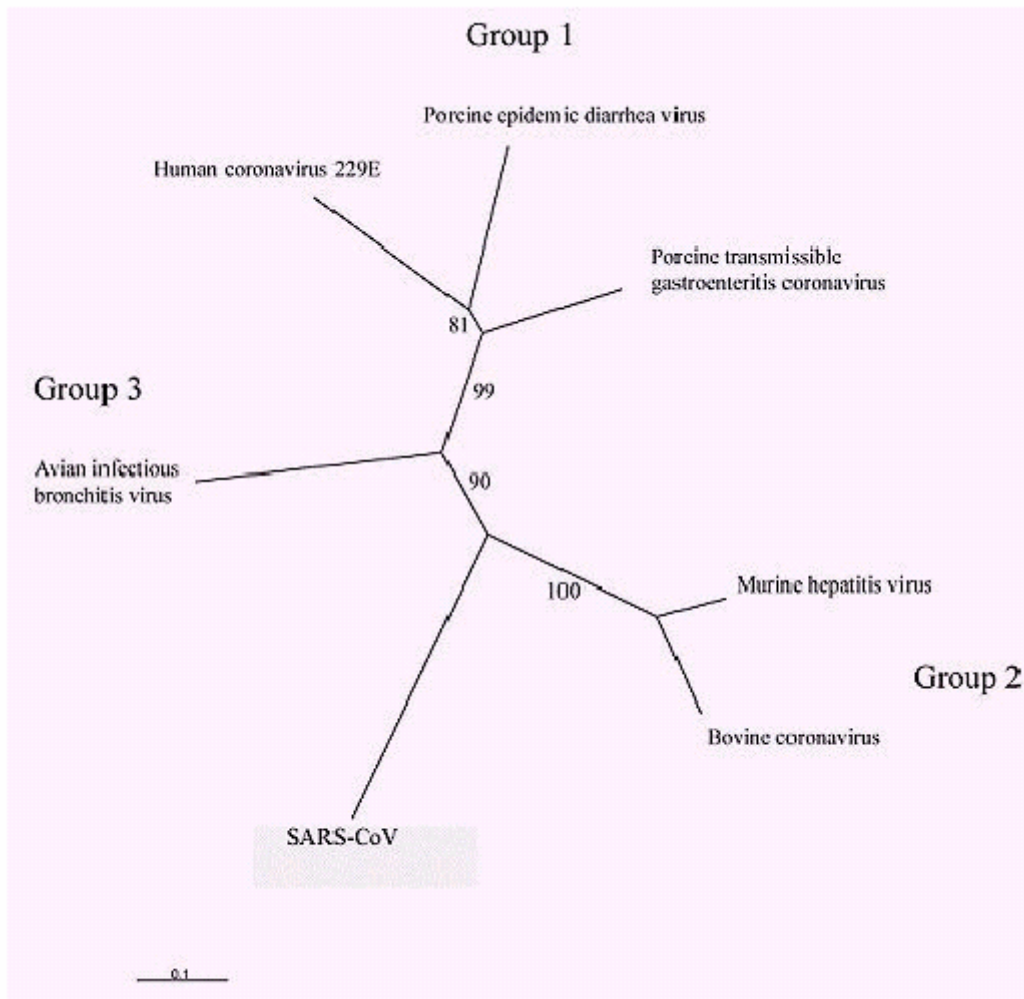 Group 1
Porcine epidemic diarrhea virus
Human coronavirus 229E
Porcine transmissible
gastroenteritis coronavirus
81
99
Group 3
Avian infectious
bronchitis virus
90
100
Murine hepatitis virus
Group 2
Bovine coronavirus
SARS-CoV
0.1